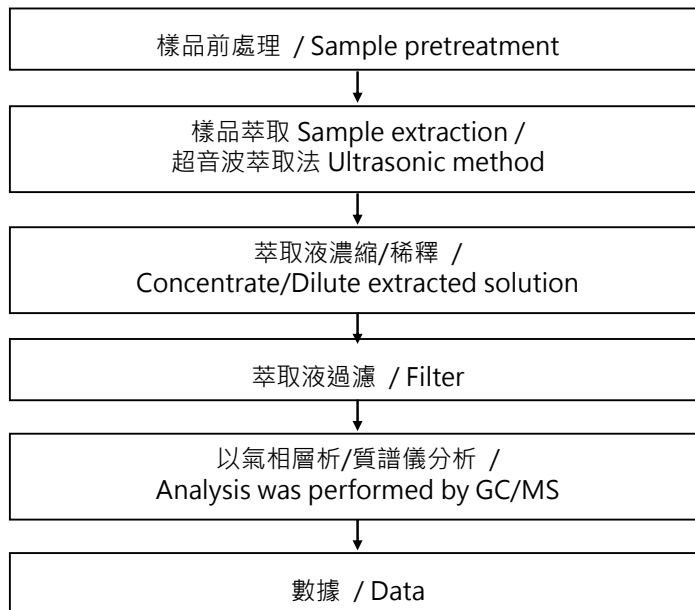 樣品前處理 / Sample pretreatment
樣品萃取 Sample extraction /
超音波萃取法 Ultrasonic method
萃取液濃縮/稀釋 /
Concentrate/Dilute extracted solution
萃取液過濾 / Filter
以氣相層析/質譜儀分析 /
Analysis was performed by GC/MS
數據 / Data